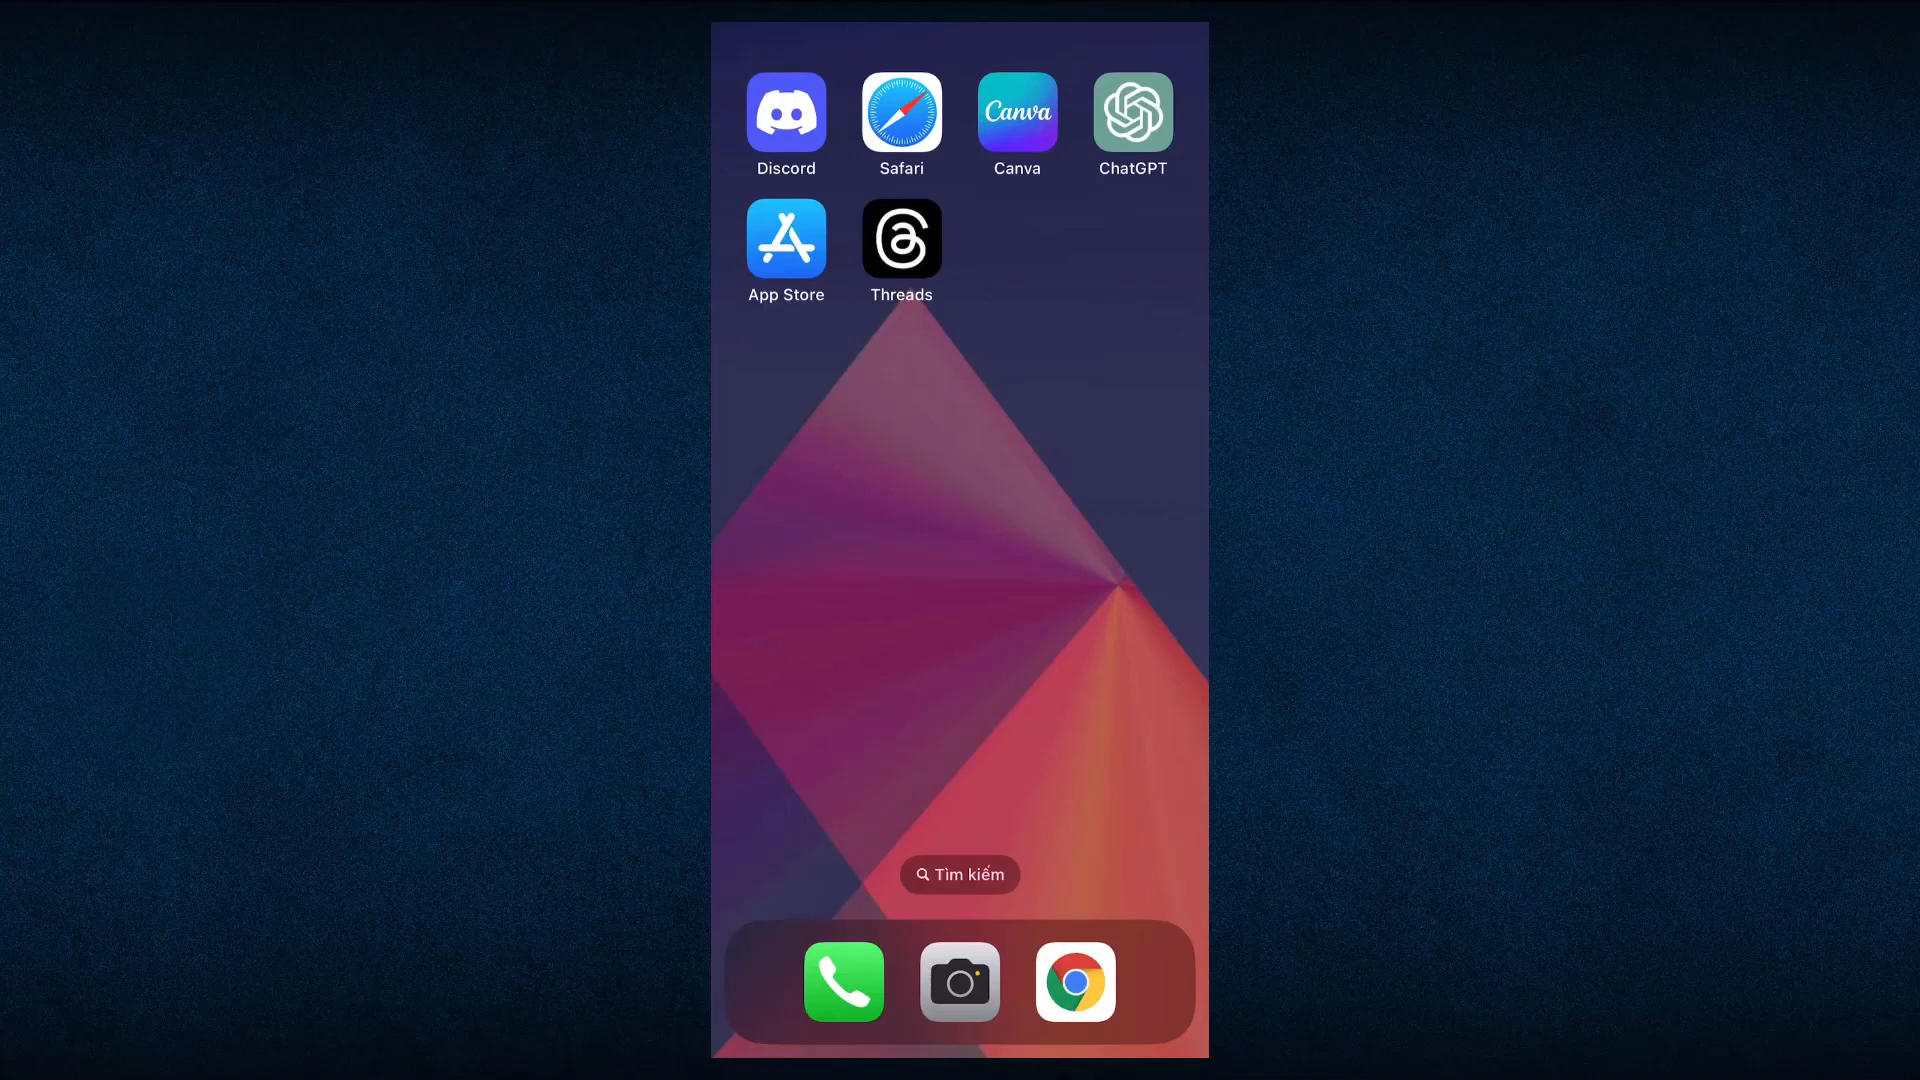 Canva
Discord
Safari
Canva
ChatGPT
App Store
Threads
Tìm kiếm